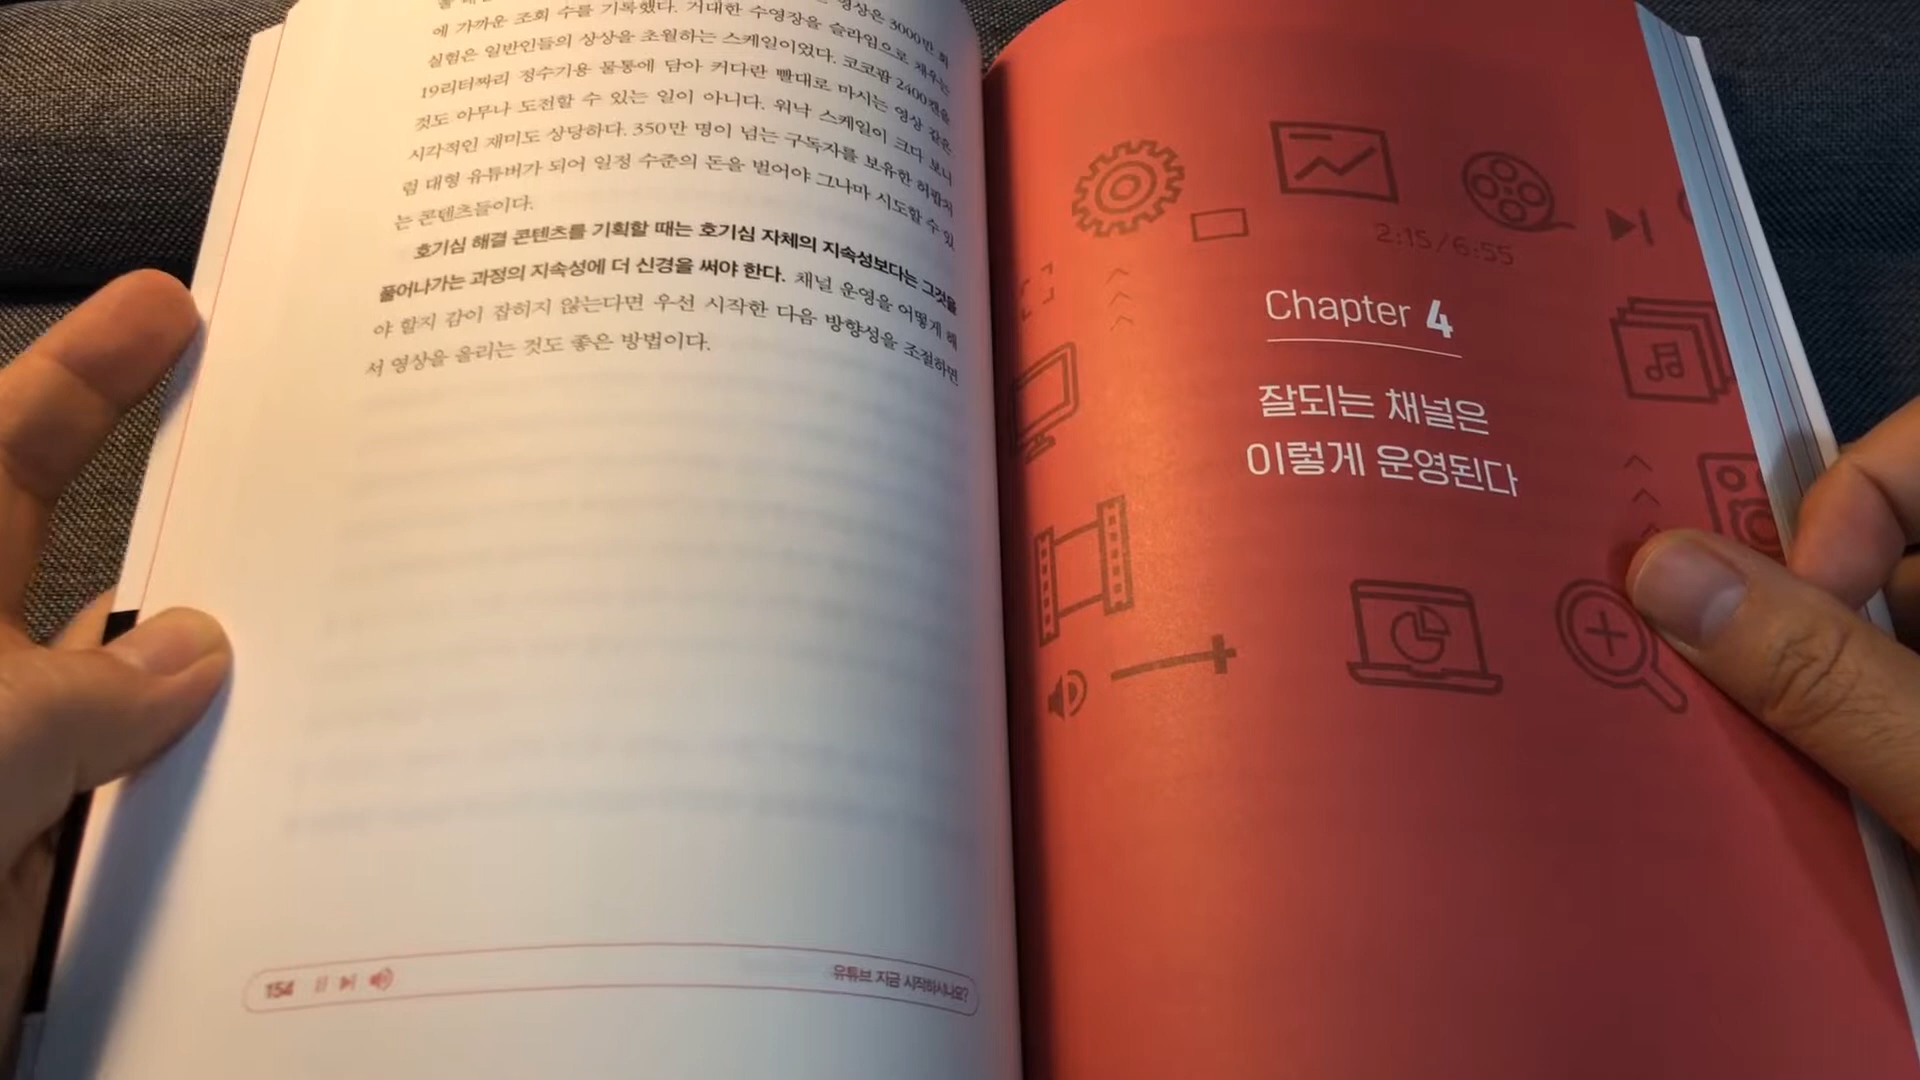 영상은 3000만 회
에 가까운 조회 수를 기록했다. 거대한 수영장을 슬라임으로 채우는
실험은 일반인들의 상상을 초월하는 스케일이었다. 코코팜 2400캔을
19리터짜리 정수기용 물통에 담아 커다란 빨대로 마시는 영상 같은
것도 아무나 도전할 수 있는 일이 아니다. 워낙 스케일이 크다 보니
시각적인 재미도 상당하다. 350만 명이 넘는 구독자를 보유한 허팝처
럼 대형 유튜버가 되어 일정 수준의 돈을 벌어야 그나마 시도할 수 있
는 콘텐츠들이다.
호기심 해결 콘텐츠를 기획할 때는 호기심 자체의 지속성보다는 그것을
풀어나가는 과정의 지속성에 더 신경을 써야 한다. 채널 운영을 어떻게 해
야 할지 감이 잡히지 않는다면 우선 시작한 다음 방향성을 조절하면
서 영상을 올리는 것도 좋은 방법이다.
154
유튜브 지금 시작하시나요?
2:15/6:55
Chapter 4
잘되는 채널은
이렇게 운영된다